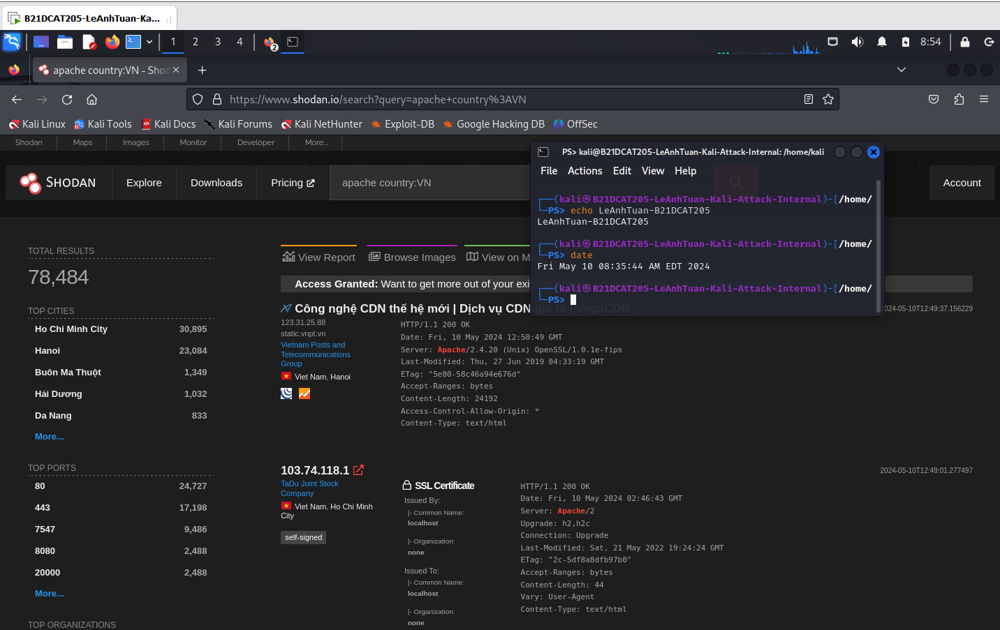 B21DCAT205-LeAnhTuan-Ka...
1 2 3 4
2
8:54
apache country:VN - Shod
https://www.shodan.io/search?query=apache+country%3AVN
Kali Linux Kali Tools Kali Docs Kali Forums Kali NetHunter Exploit-DB Google Hacking DB OffSec
Shodan Maps Images Monitor Developer More...
SHODAN Explore Downloads Pricing apache country:VN Account
PS> kali@B21DCAT205-LeAnhTuan-Kali-Attack-Internal: /home/kali
File Actions Edit View Help
(kali㉿B21DCAT205-LeAnhTuan-Kali-Attack-Internal)-[/home/
PS> echo LeAnhTuan-B21DCAT205
LeAnhTuan-B21DCAT205
(kali㉿B21DCAT205-LeAnhTuan-Kali-Attack-Internal)-[/home/
PS> date
Fri May 10 08:35:44 AM EDT 2024
(kali㉿B21DCAT205-LeAnhTuan-Kali-Attack-Internal)-[/home/
PS>
TOTAL RESULTS
78,484
TOP CITIES
Ho Chi Minh City 30,895
Hanoi 23,084
Buôn Ma Thuột 1,349
Hải Dương 1,032
Da Nang 833
More...
TOP PORTS
80 24,727
443 17,198
7547 9,486
8080 2,488
20000 2,488
More...
TOP ORGANIZATIONS
View Report Browse Images View on M
Access Granted: Want to get more out of your exi
Công nghệ CDN thế hệ mới | Dịch vụ CDN giá rẻ | VegaCDN
2024-05-10T12:49:37.156229
123.31.25.88
static.vnpt.vn
Vietnam Posts and
Telecommunications
Group
Viet Nam, Hanoi
HTTP/1.1 200 OK
Date: Fri, 10 May 2024 12:50:49 GMT
Server: Apache/2.4.20 (Unix) OpenSSL/1.0.1e-fips
Last-Modified: Thu, 27 Jun 2019 04:33:19 GMT
ETag: "5e80-58c46a94e676d"
Accept-Ranges: bytes
Content-Length: 24192
Access-Control-Allow-Origin: *
Content-Type: text/html
103.74.118.1
2024-05-10T12:49:01.277497
TaDu Joint Stock
Company
Viet Nam, Ho Chi Minh
City
self-signed
SSL Certificate
Issued By:
|- Common Name:
localhost
|- Organization:
none
Issued To:
|- Common Name:
localhost
|- Organization:
none
HTTP/1.1 200 OK
Date: Fri, 10 May 2024 02:46:43 GMT
Server: Apache/2
Upgrade: h2,h2c
Connection: Upgrade
Last-Modified: Sat, 21 May 2022 19:24:24 GMT
ETag: "2c-5df8a8dfb97b0"
Accept-Ranges: bytes
Content-Length: 44
Vary: User-Agent
Content-Type: text/html